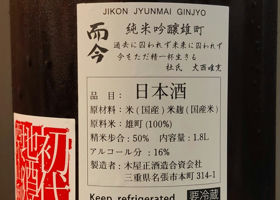 JIKON JYUNMAI GINJYO
而今 純米吟醸雄町
過去に囚われず未来に囚われず
今をただ精一杯生きる
杜氏 大西唯克
品目：日本酒
原材料：米（国産）米麹（国産米）
原料米：雄町（100%）
精米歩合：50% 内容量：1.8L
アルコール分：16%
製造者：木屋正酒造合資会社
三重県名張市本町 314-1
Keep refrigerated
要冷蔵
初代